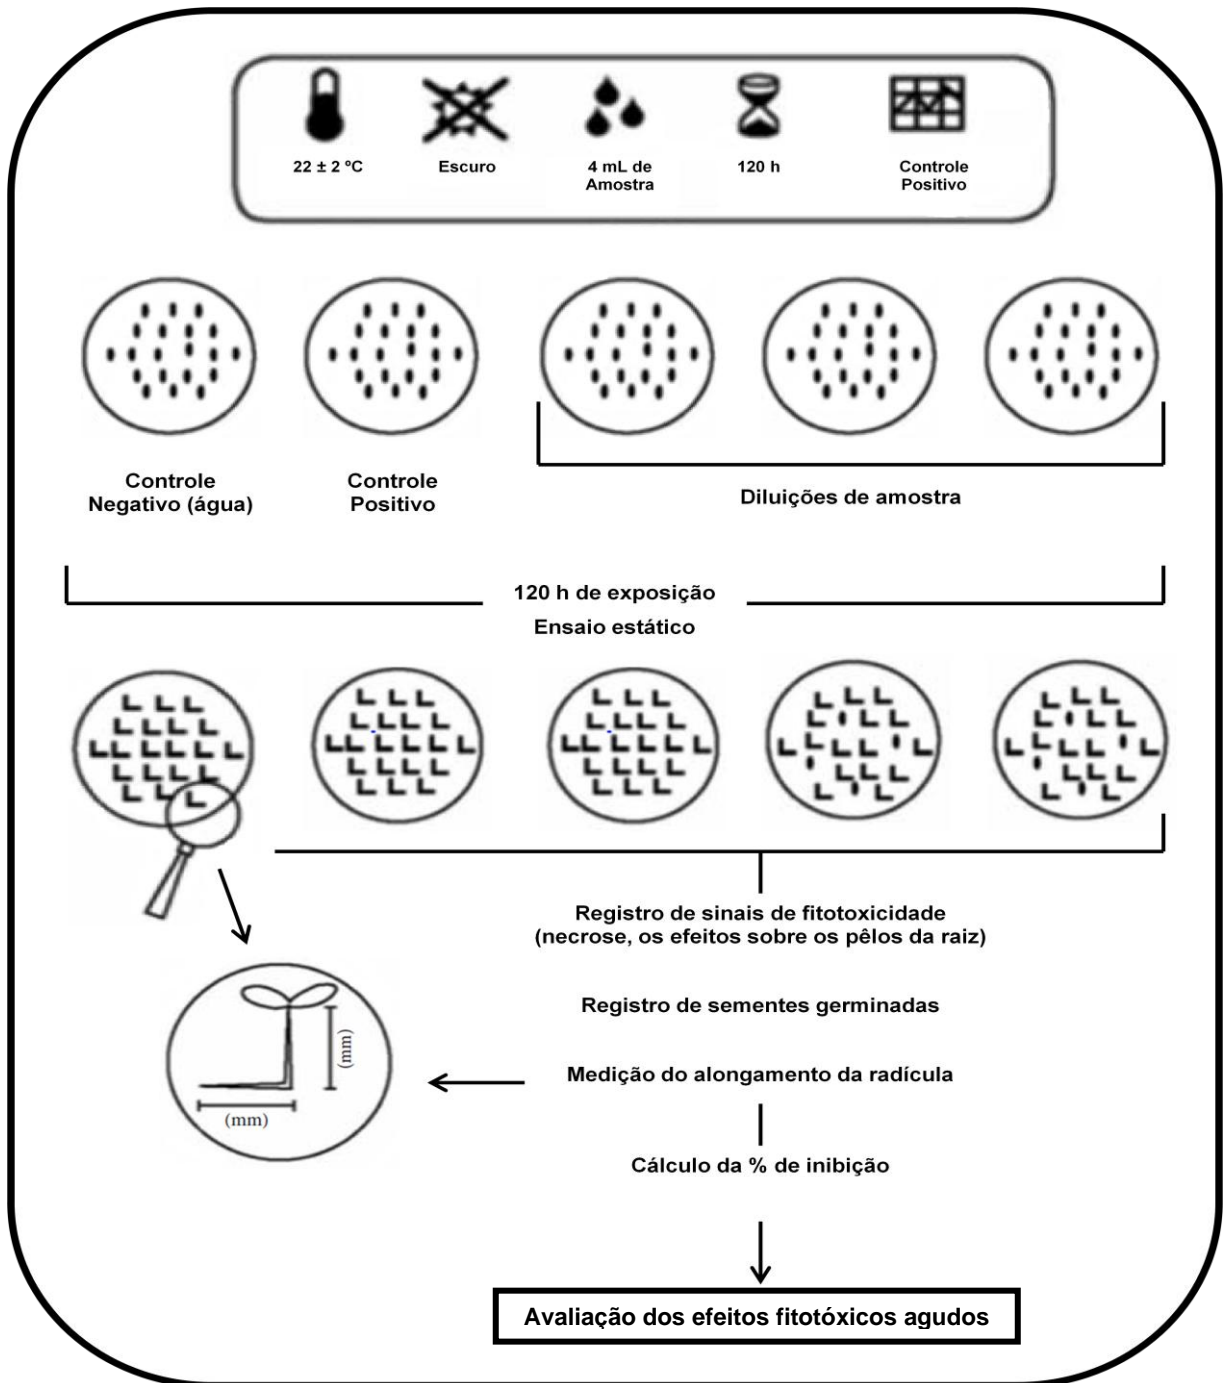 22 ± 2 ºC
Escuro
4 mL de
Amostra
120 h
Controle
Positivo
Controle
Negativo (água)
Controle
Positivo
Diluições de amostra
120 h de exposição
Ensaio estático
Registro de sinais de fitotoxicidade
(necrose, os efeitos sobre os pêlos da raiz)
Registro de sementes germinadas
(mm)
Medição do alongamento da radícula
(mm)
Cálculo da % de inibição
Avaliação dos efeitos fitotóxicos agudos